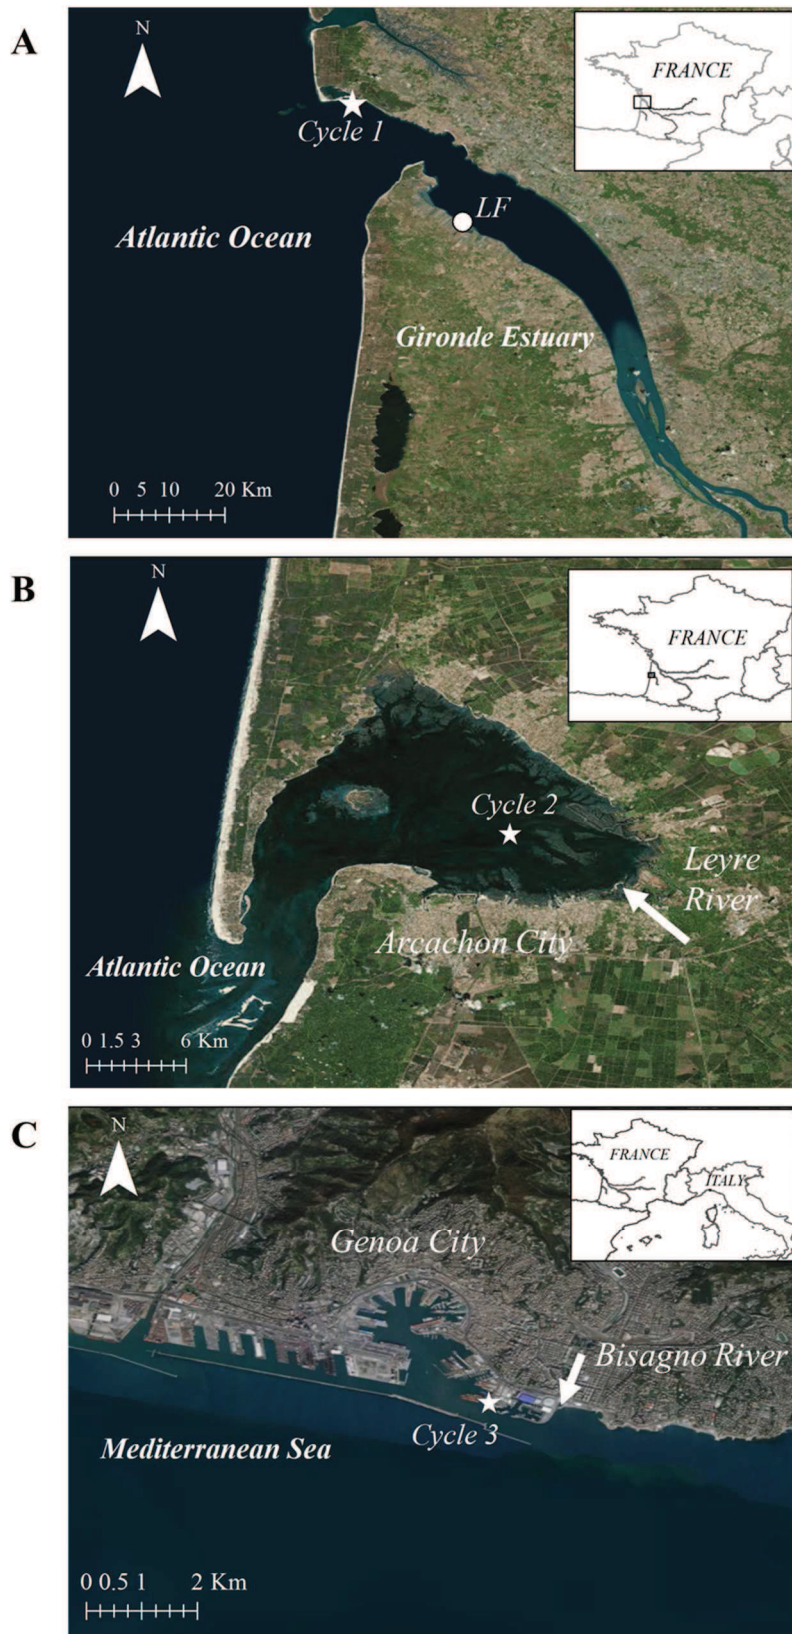 A
N
FRANCE
Cycle 1
LF
Atlantic Ocean
Gironde Estuary
0 5 10 20 Km
B
N
FRANCE
Cycle 2
Leyre
River
Arcachon City
Atlantic Ocean
0 1.5 3 6 Km
C
N
FRANCE
ITALY
Genoa City
Bisagno River
Cycle 3
Mediterranean Sea
0 0.5 1 2 Km